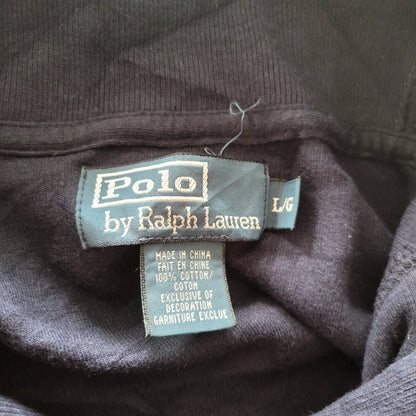 Polo
by Ralph Lauren
L/G
MADE IN CHINA
FAIT EN CHINE
100% COTTON/
COTON
EXCLUSIVE OF
DECORATION
GARNITURE EXCLUE